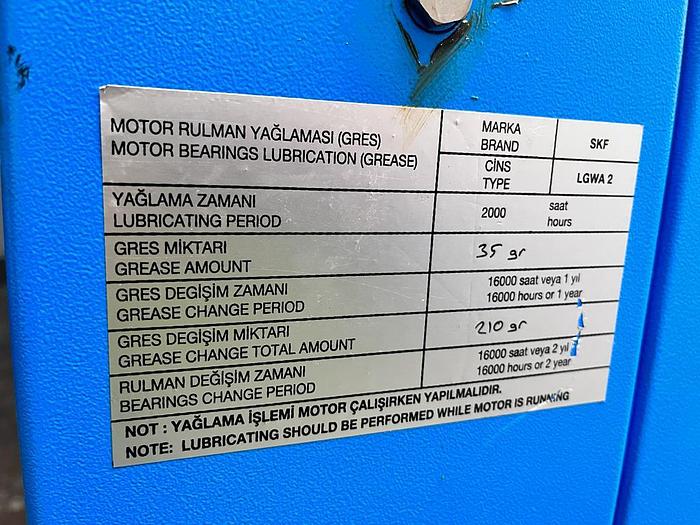 MOTOR RULMAN YAĞLAMASI (GRES)
MOTOR BEARINGS LUBRICATION (GREASE)
MARKA
BRAND
SKF
CİNS
TYPE
LGWA 2
YAĞLAMA ZAMANI
LUBRICATING PERIOD
2000 saat
hours
GRES MİKTARI
GREASE AMOUNT
35 gr
GRES DEGİŞİM ZAMANI
GREASE CHANGE PERIOD
16000 saat veya 1 yıl
16000 hours or 1 year
GRES DEGİŞİM MİKTARI
GREASE CHANGE TOTAL AMOUNT
210 gr
RULMAN DEĞİŞİM ZAMANI
BEARINGS CHANGE PERIOD
16000 saat veya 2 yıl
16000 hours or 2 year
NOT : YAĞLAMA İŞLEMİ MOTOR ÇALIŞIRKEN YAPILMALIDIR.
NOTE: LUBRICATING SHOULD BE PERFORMED WHILE MOTOR IS RUNNING